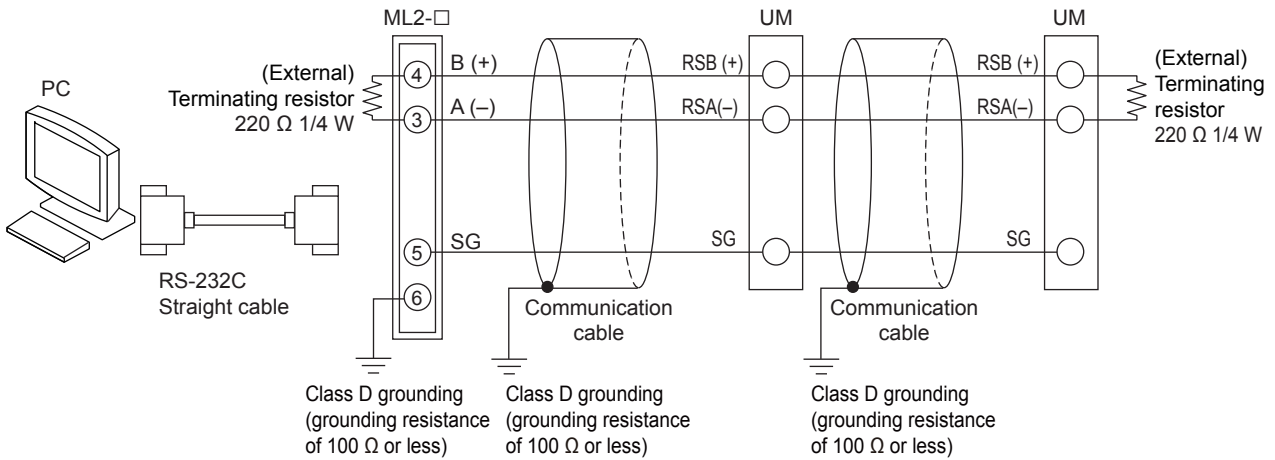 ML2-□
UM
UM
PC
(External)
Terminating resistor
220 Ω 1/4 W
4
B (+)
3
A (–)
RSB (+)
RSA(–)
RSB (+)
RSA(–)
(External)
Terminating
resistor
220 Ω 1/4 W
5
SG
SG
SG
6
RS-232C
Straight cable
Communication
cable
Communication
cable
Class D grounding
(grounding resistance
of 100 Ω or less)
Class D grounding
(grounding resistance
of 100 Ω or less)
Class D grounding
(grounding resistance
of 100 Ω or less)